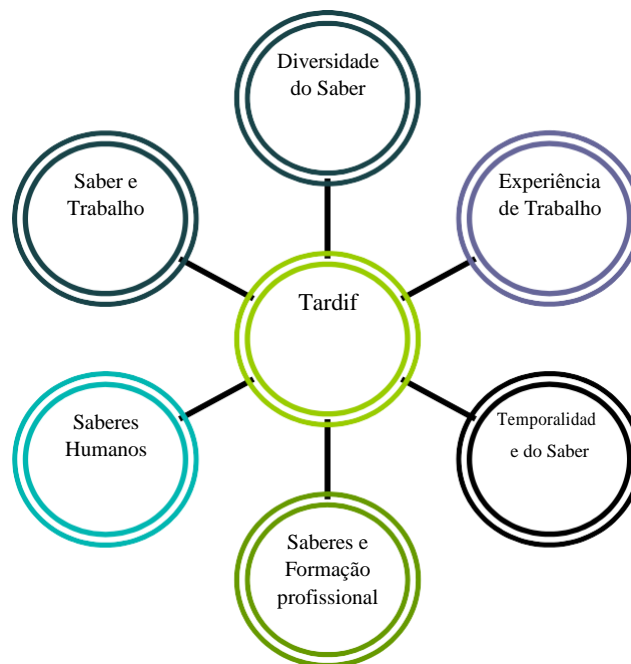 Diversidade
do Saber
Saber e
Trabalho
Experiência
de Trabalho
Tardif
Saberes
Humanos
Temporalidad
e do Saber
Saberes e
Formação
profissional